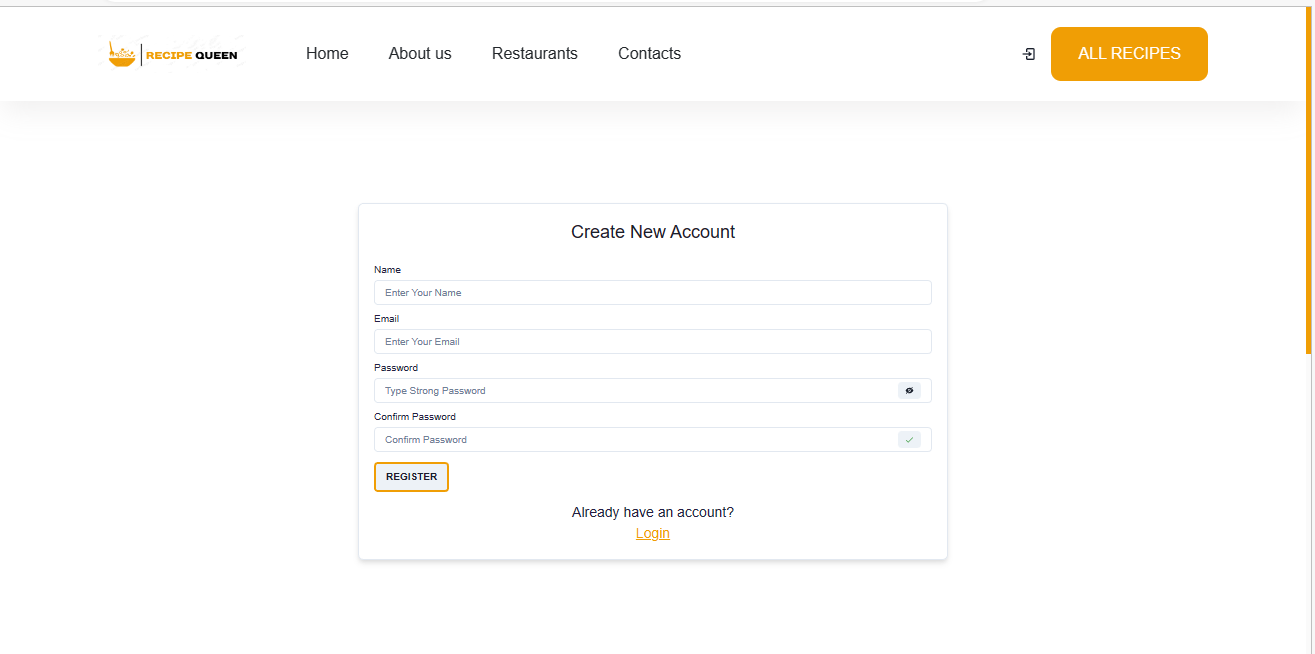 RECIPE QUEEN
Home
About us
Restaurants
Contacts
ALL RECIPES
Create New Account
Name
Enter Your Name
Email
Enter Your Email
Password
Type Strong Password
Confirm Password
Confirm Password
REGISTER
Already have an account?
Login